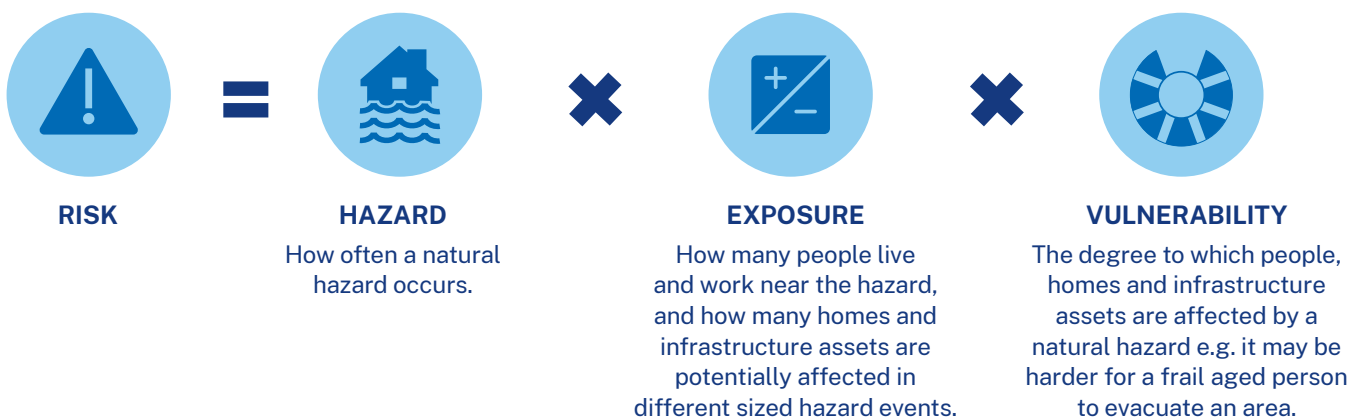 RISK
HAZARD
How often a natural
hazard occurs.
EXPOSURE
How many people live
and work near the hazard,
and how many homes and
infrastructure assets are
potentially affected in
different sized hazard events.
VULNERABILITY
The degree to which people,
homes and infrastructure
assets are affected by a
natural hazard e.g. it may be
harder for a frail aged person
to evacuate an area.